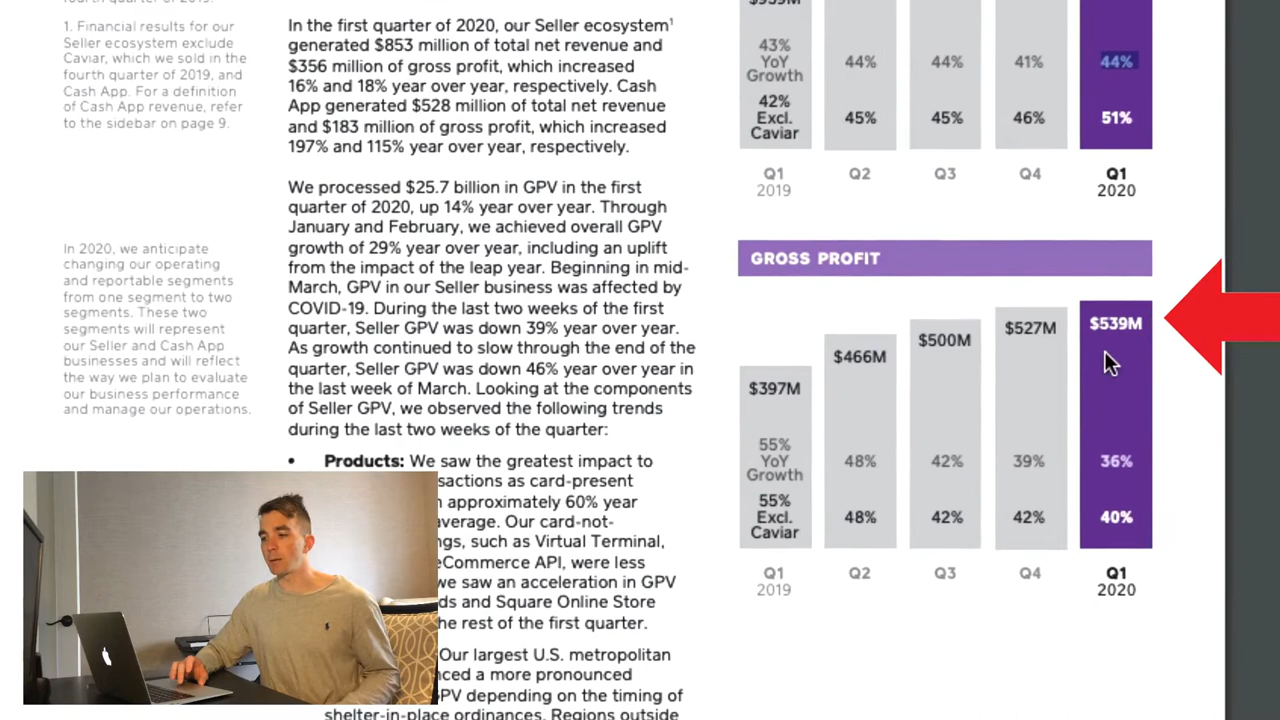 fourth quarter of 2019.
1. Financial results for our
Seller ecosystem exclude
Caviar, which we sold in the
fourth quarter of 2019, and
Cash App. For a definition
of Cash App revenue, refer
to the sidebar on page 9.
In 2020, we anticipate
changing our operating
and reportable segments
from one segment to two
segments. These two
segments will represent
our Seller and Cash App
businesses and will reflect
the way we plan to evaluate
our business performance
and manage our operations.
In the first quarter of 2020, our Seller ecosystem¹
generated $853 million of total net revenue and
$356 million of gross profit, which increased
16% and 18% year over year, respectively. Cash
App generated $528 million of total net revenue
and $183 million of gross profit, which increased
197% and 115% year over year, respectively.
We processed $25.7 billion in GPV in the first
quarter of 2020, up 14% year over year. Through
January and February, we achieved overall GPV
growth of 29% year over year, including an uplift
from the impact of the leap year. Beginning in mid-
March, GPV in our Seller business was affected by
COVID-19. During the last two weeks of the first
quarter, Seller GPV was down 39% year over year.
As growth continued to slow through the end of the
quarter, Seller GPV was down 46% year over year in
the last week of March. Looking at the components
of Seller GPV, we observed the following trends
during the last two weeks of the quarter:
• Products: We saw the greatest impact to
sactions as card-present
approximately 60% year
average. Our card-not-
ngs, such as Virtual Terminal,
eCommerce API, were less
we saw an acceleration in GPV
ds and Square Online Store
he rest of the first quarter.
Our largest U.S. metropolitan
nced a more pronounced
PV depending on the timing of
shelter-in-place ordinances. Regions outside
43%
YoY
Growth
44%
44%
41%
44%
42%
Excl.
Caviar
45%
45%
46%
51%
Q1
2019
Q2
Q3
Q4
Q1
2020
GROSS PROFIT
$397M
$466M
$500M
$527M
$539M
55%
YoY
Growth
48%
42%
39%
36%
55%
Excl.
Caviar
48%
42%
42%
40%
Q1
2019
Q2
Q3
Q4
Q1
2020